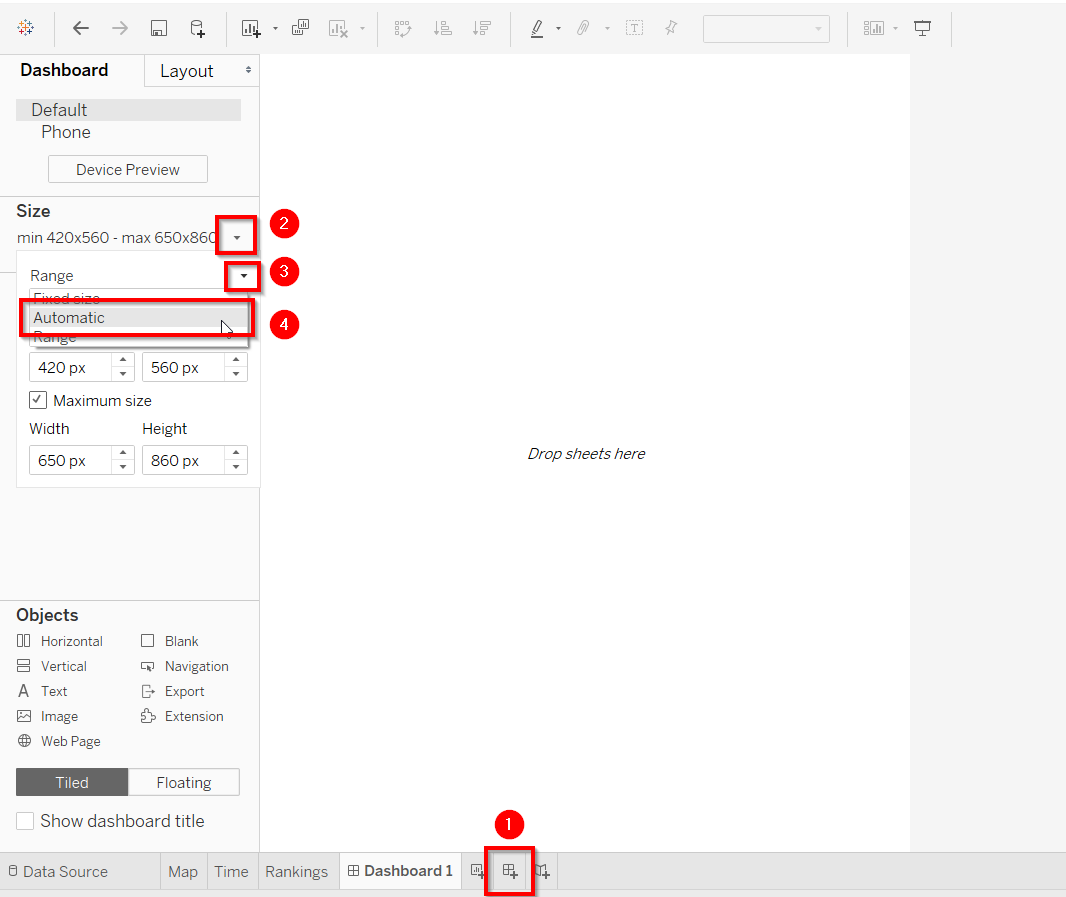 Dashboard
Layout
Default
Phone
Device Preview
Size
min 420x560 - max 650x860
2
Range
3
Fixed size
Automatic
4
Range
420 px
560 px
Maximum size
Width
Height
650 px
860 px
Drop sheets here
Objects
Horizontal
Blank
Vertical
Navigation
A
Text
Export
Image
Extension
Web Page
Tiled
Floating
Show dashboard title
1
Data Source
Map
Time
Rankings
Dashboard 1